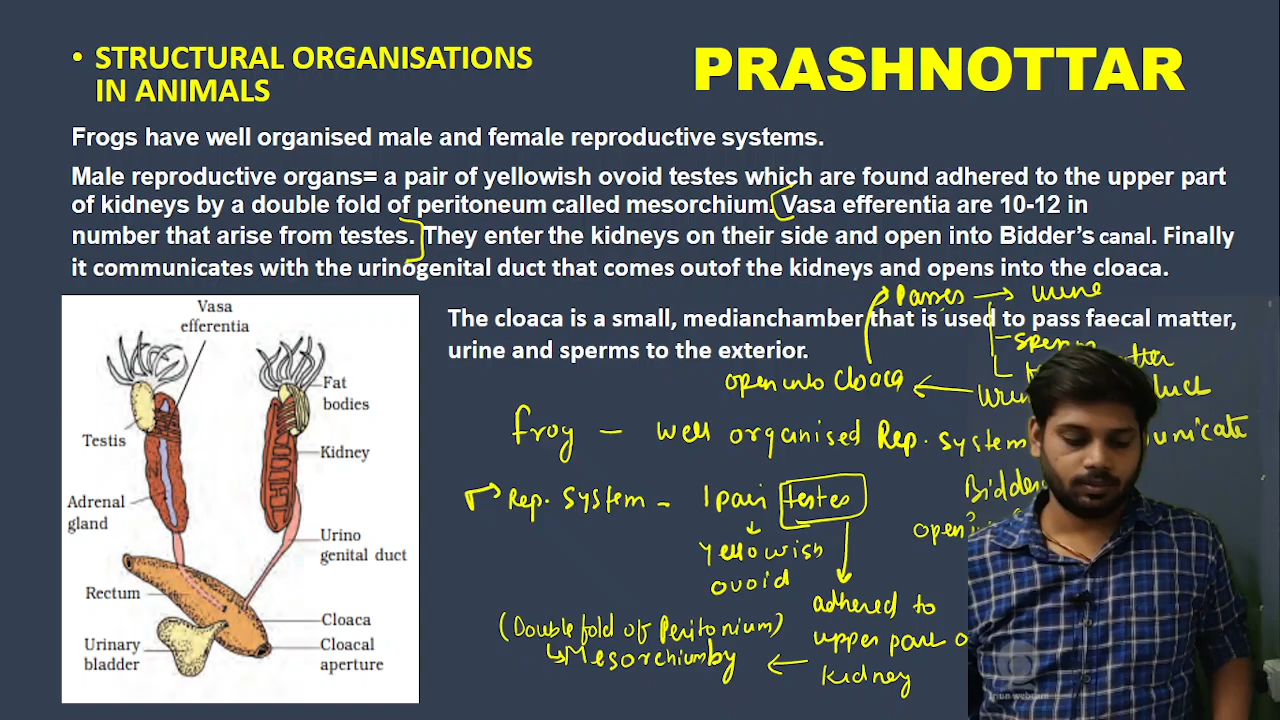 • STRUCTURAL ORGANISATIONS
IN ANIMALS
PRASHNOTTAR
Frogs have well organised male and female reproductive systems.
Male reproductive organs= a pair of yellowish ovoid testes which are found adhered to the upper part
of kidneys by a double fold of peritoneum called mesorchium. Vasa efferentia are 10-12 in
number that arise from testes. They enter the kidneys on their side and open into Bidder's canal. Finally
it communicates with the urinogenital duct that comes outof the kidneys and opens into the cloaca.
The cloaca is a small, medianchamber that is used to pass faecal matter,
urine and sperms to the exterior.
Vasa
efferentia
Fat
bodies
Testis
Kidney
Adrenal
gland
Urino
genital duct
Rectum
Cloaca
Urinary
bladder
Cloacal
aperture
Passes → urine
open into Cloaca
frog - well organised Rep. system
Rep. System - 1 pair testes
yellowish
ovoid
adhered to
upper part
kidney
(Double fold of Peritonium)
Mesorchium by
open